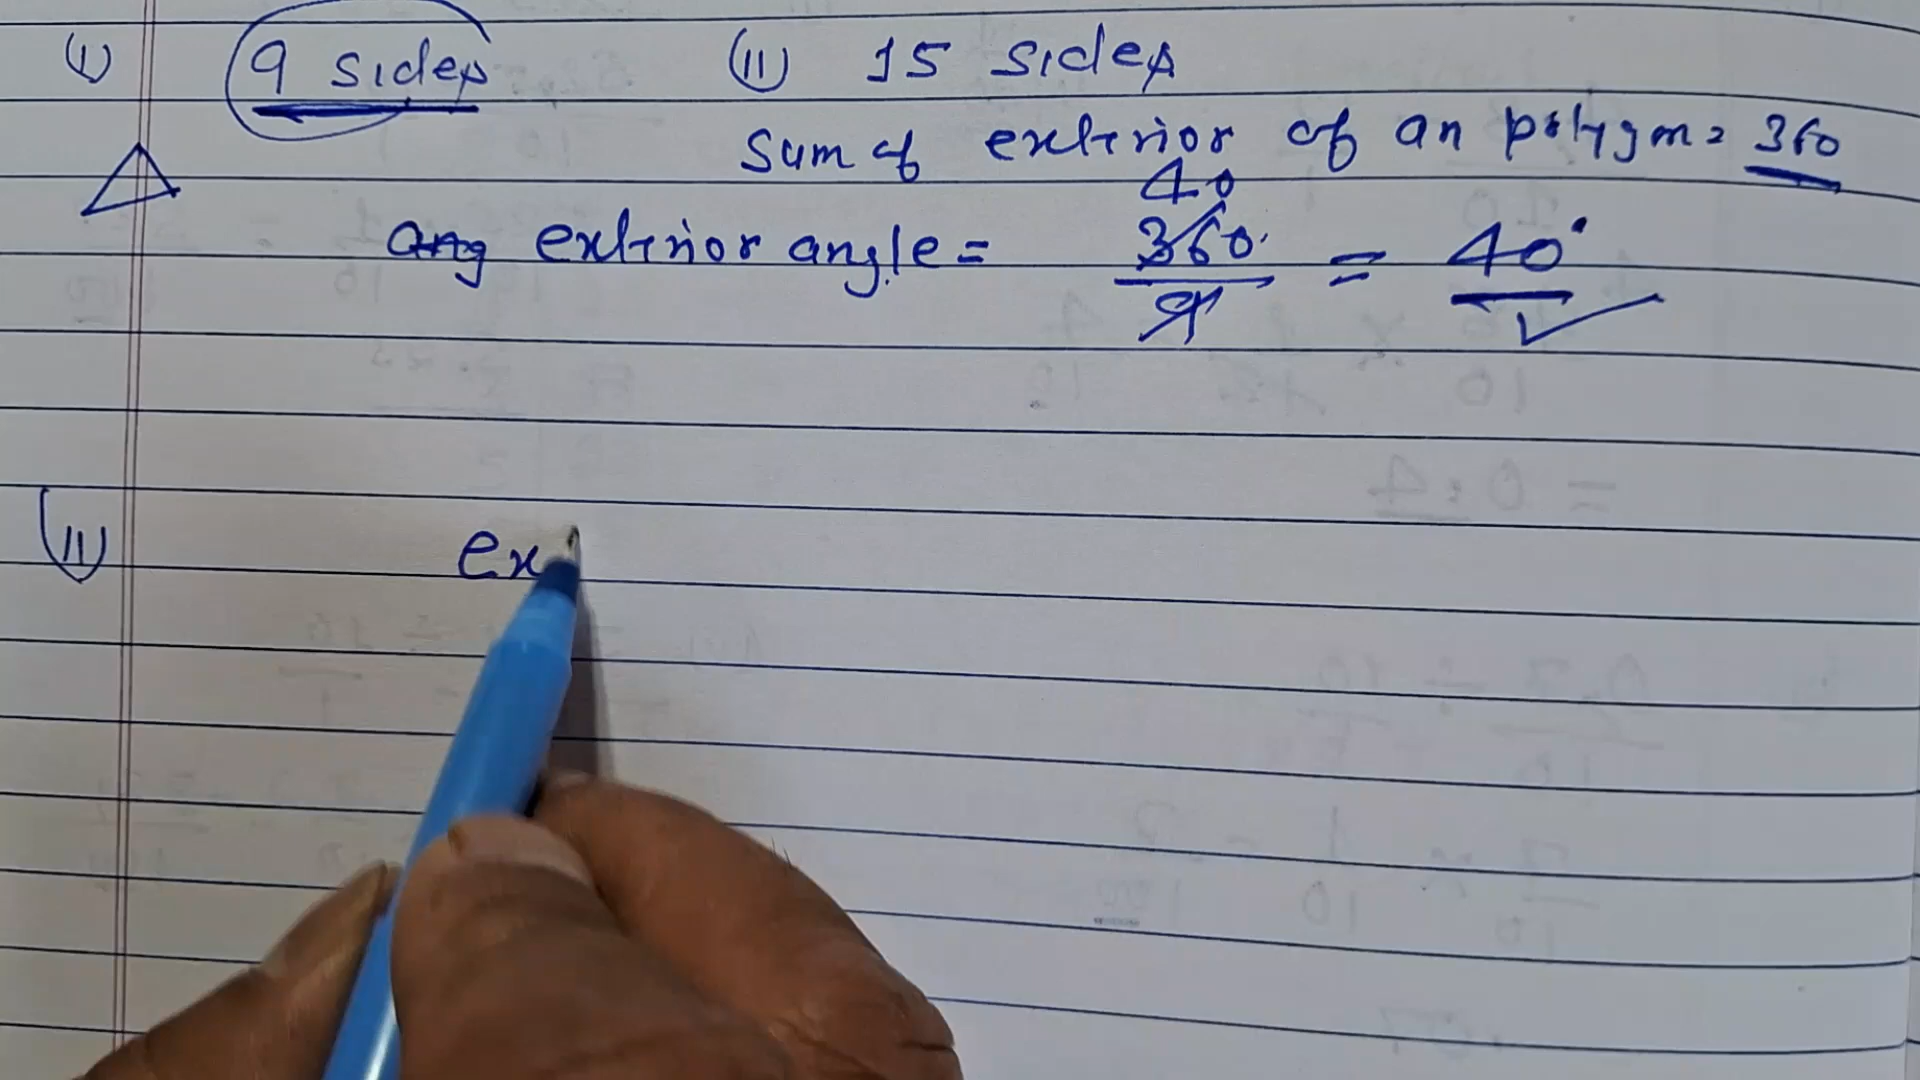 (I) 9 sides (II) 15 sides
Sum of exterior of an polygon = 360
40
ang exterior angle = 360° / 9 = 40°
(II) ex